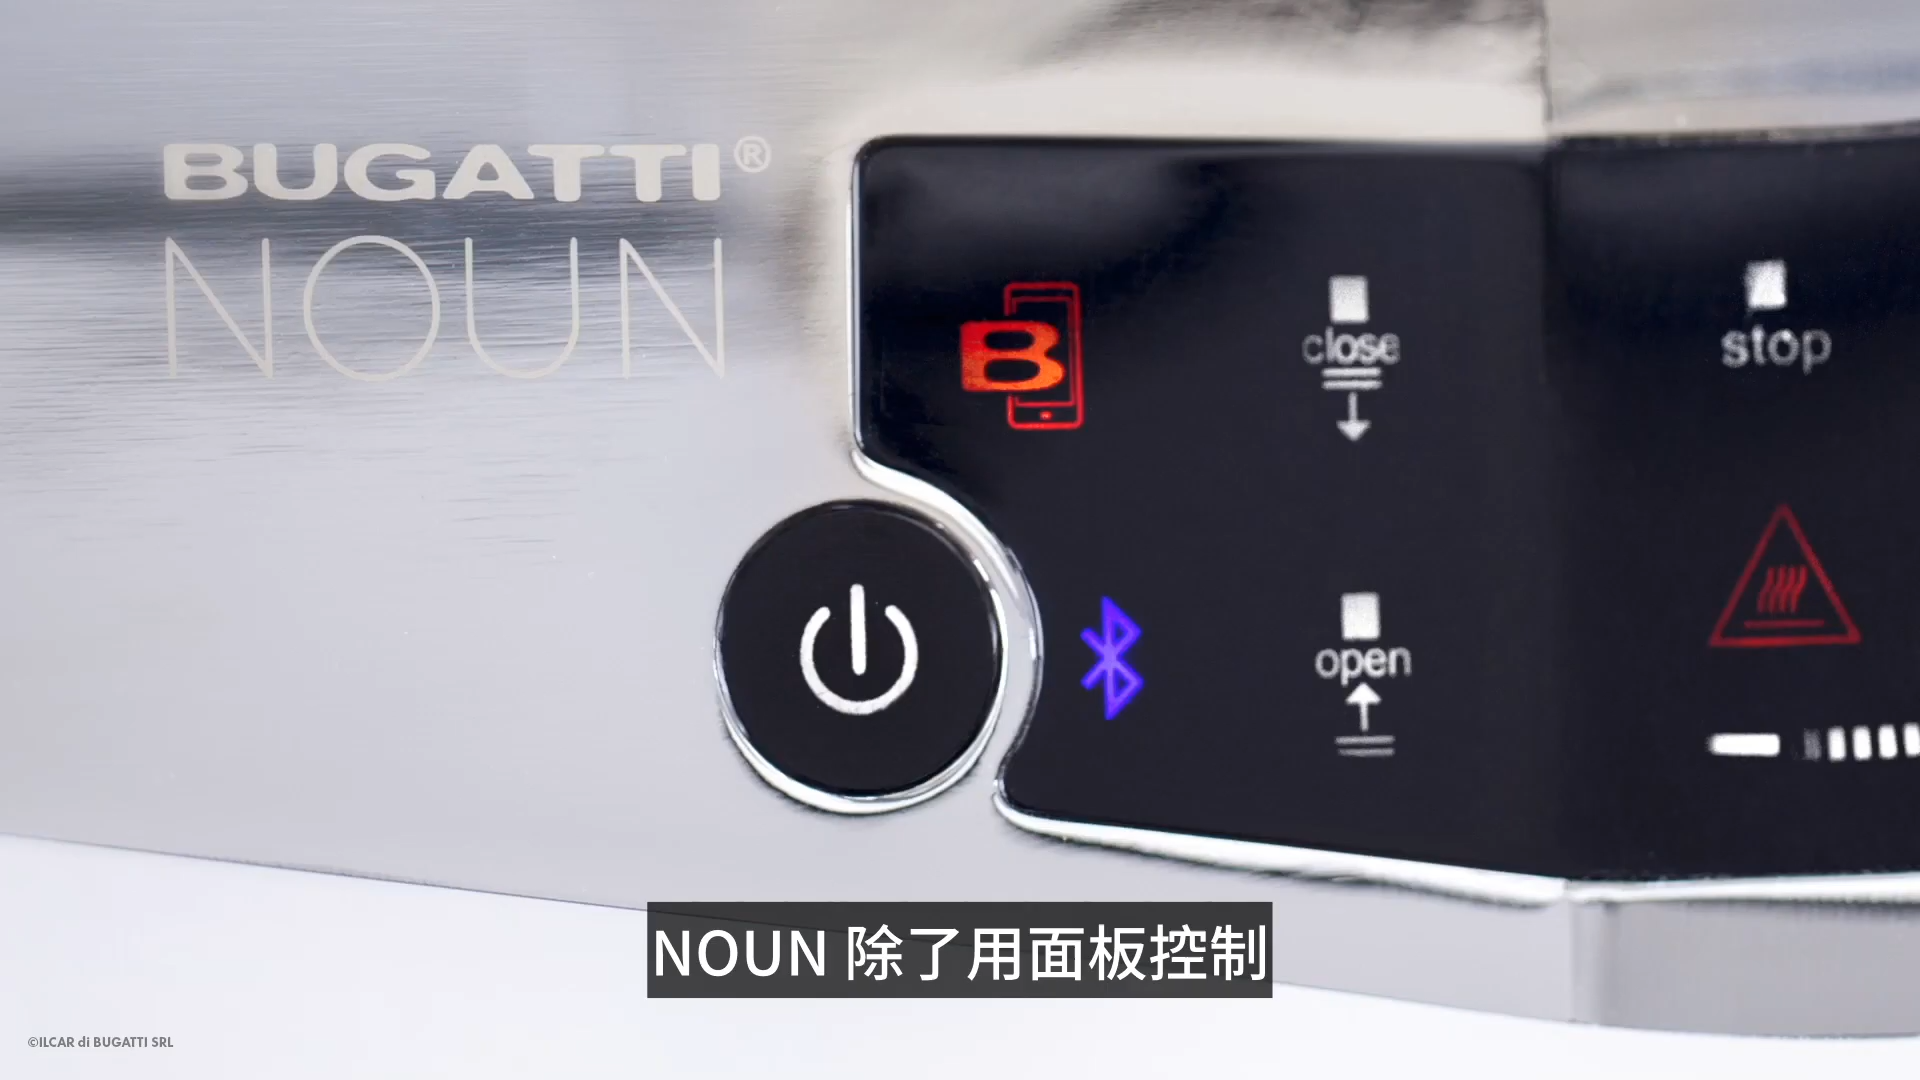 BUGATTI®
NOUN
B
close
stop
open
NOUN 除了用面板控制
©ILCAR di BUGATTI SRL